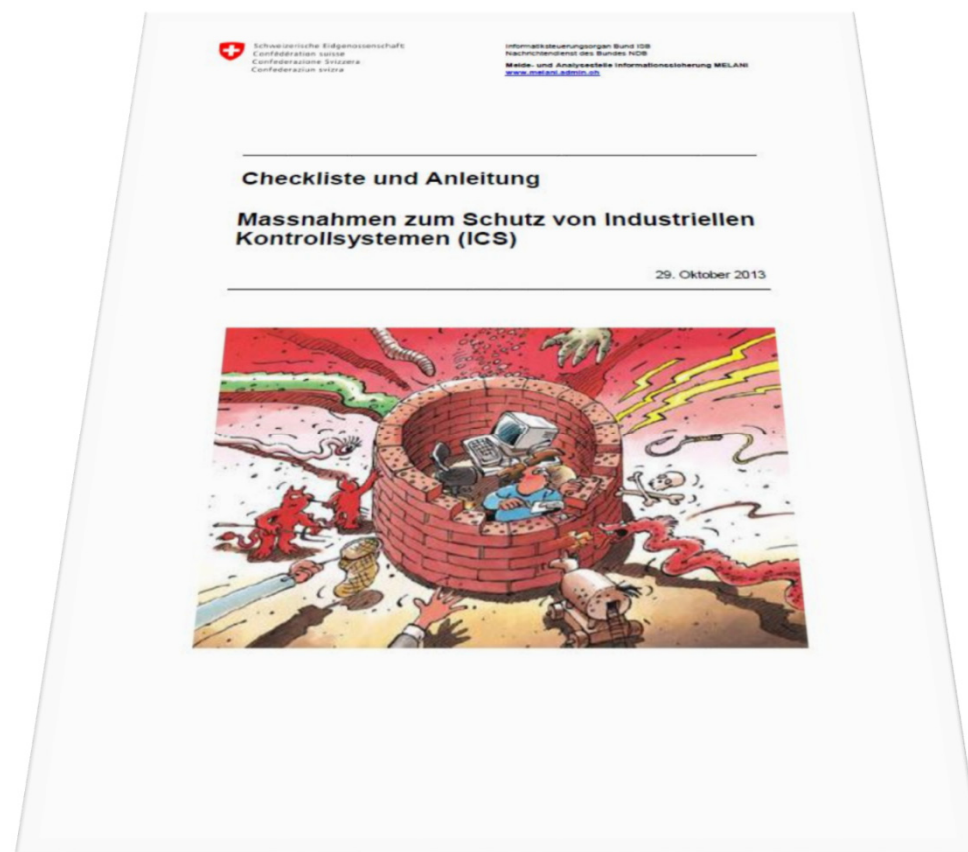 Schweizerische Eidgenossenschaft
Confédération suisse
Confederazione Svizzera
Confederaziun svizra
Informatiksteuerungsorgan Bund ISB
Nachrichtendienst des Bundes NDB
Melde- und Analysestelle Informationssicherung MELANI
www.melani.admin.ch
Checkliste und Anleitung
Massnahmen zum Schutz von Industriellen
Kontrollsystemen (ICS)
29. Oktober 2013